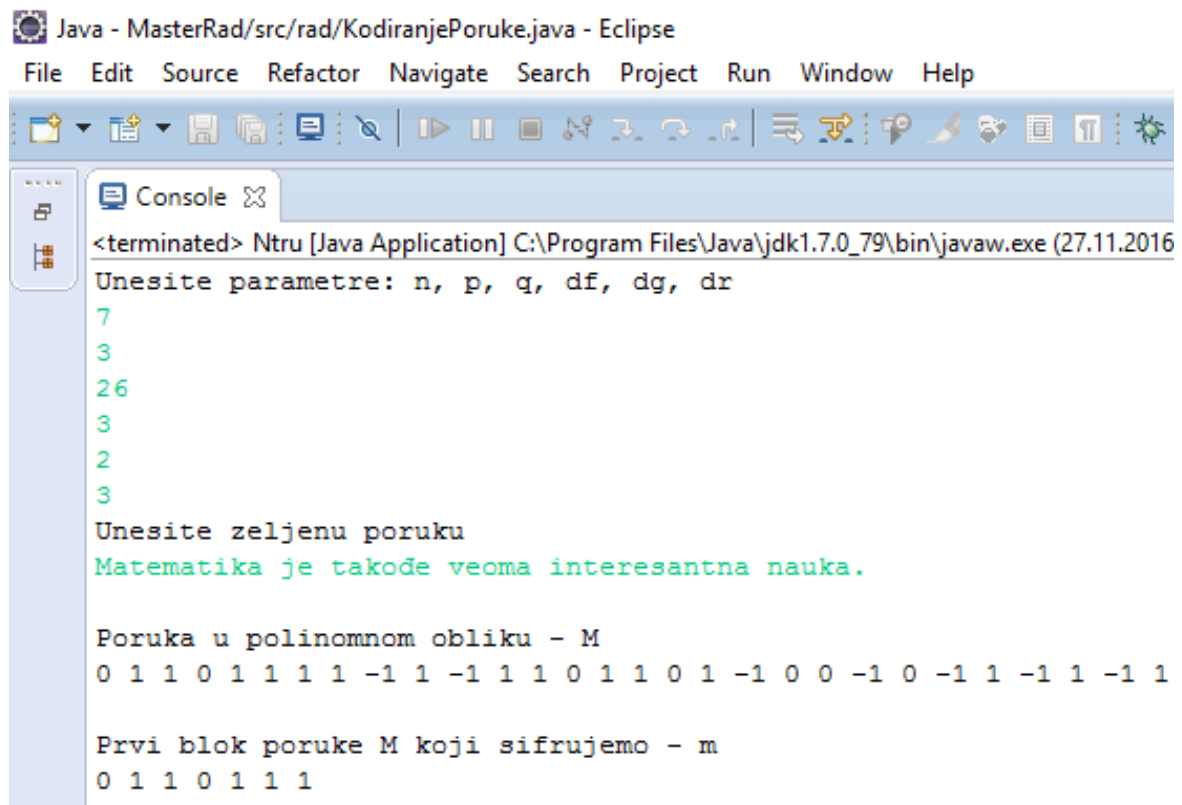 Java - MasterRad/src/rad/KodiranjePoruke.java - Eclipse
File Edit Source Refactor Navigate Search Project Run Window Help
Console
<terminated> Ntru [Java Application] C:\Program Files\Java\jdk1.7.0_79\bin\javaw.exe (27.11.2016
Unesite parametre: n, p, q, df, dg, dr
7
3
26
3
2
3
Unesite zeljenu poruku
Matematika je takođe veoma interesantna nauka.
Poruka u polinomnom obliku - M
0 1 1 0 1 1 1 1 -1 1 -1 1 1 0 1 1 0 1 -1 0 0 -1 0 -1 1 -1 1 -1 1
Prvi blok poruke M koji sifrujemo - m
0 1 1 0 1 1 1